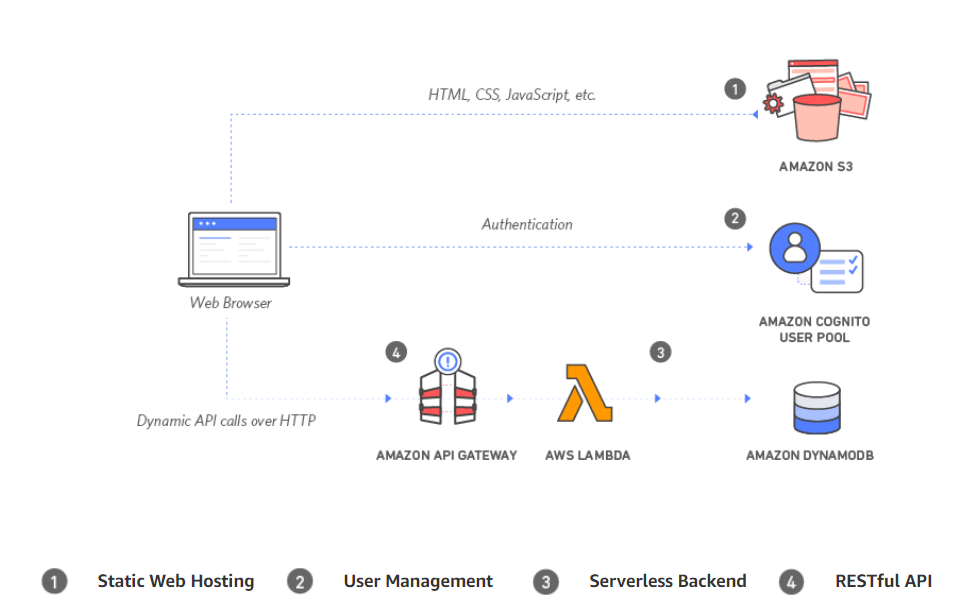 HTML, CSS, JavaScript, etc.
1
AMAZON S3
Authentication
2
Web Browser
AMAZON COGNITO
USER POOL
4
3
Dynamic API calls over HTTP
AMAZON API GATEWAY
AWS LAMBDA
AMAZON DYNAMODB
1 Static Web Hosting
2 User Management
3 Serverless Backend
4 RESTful API